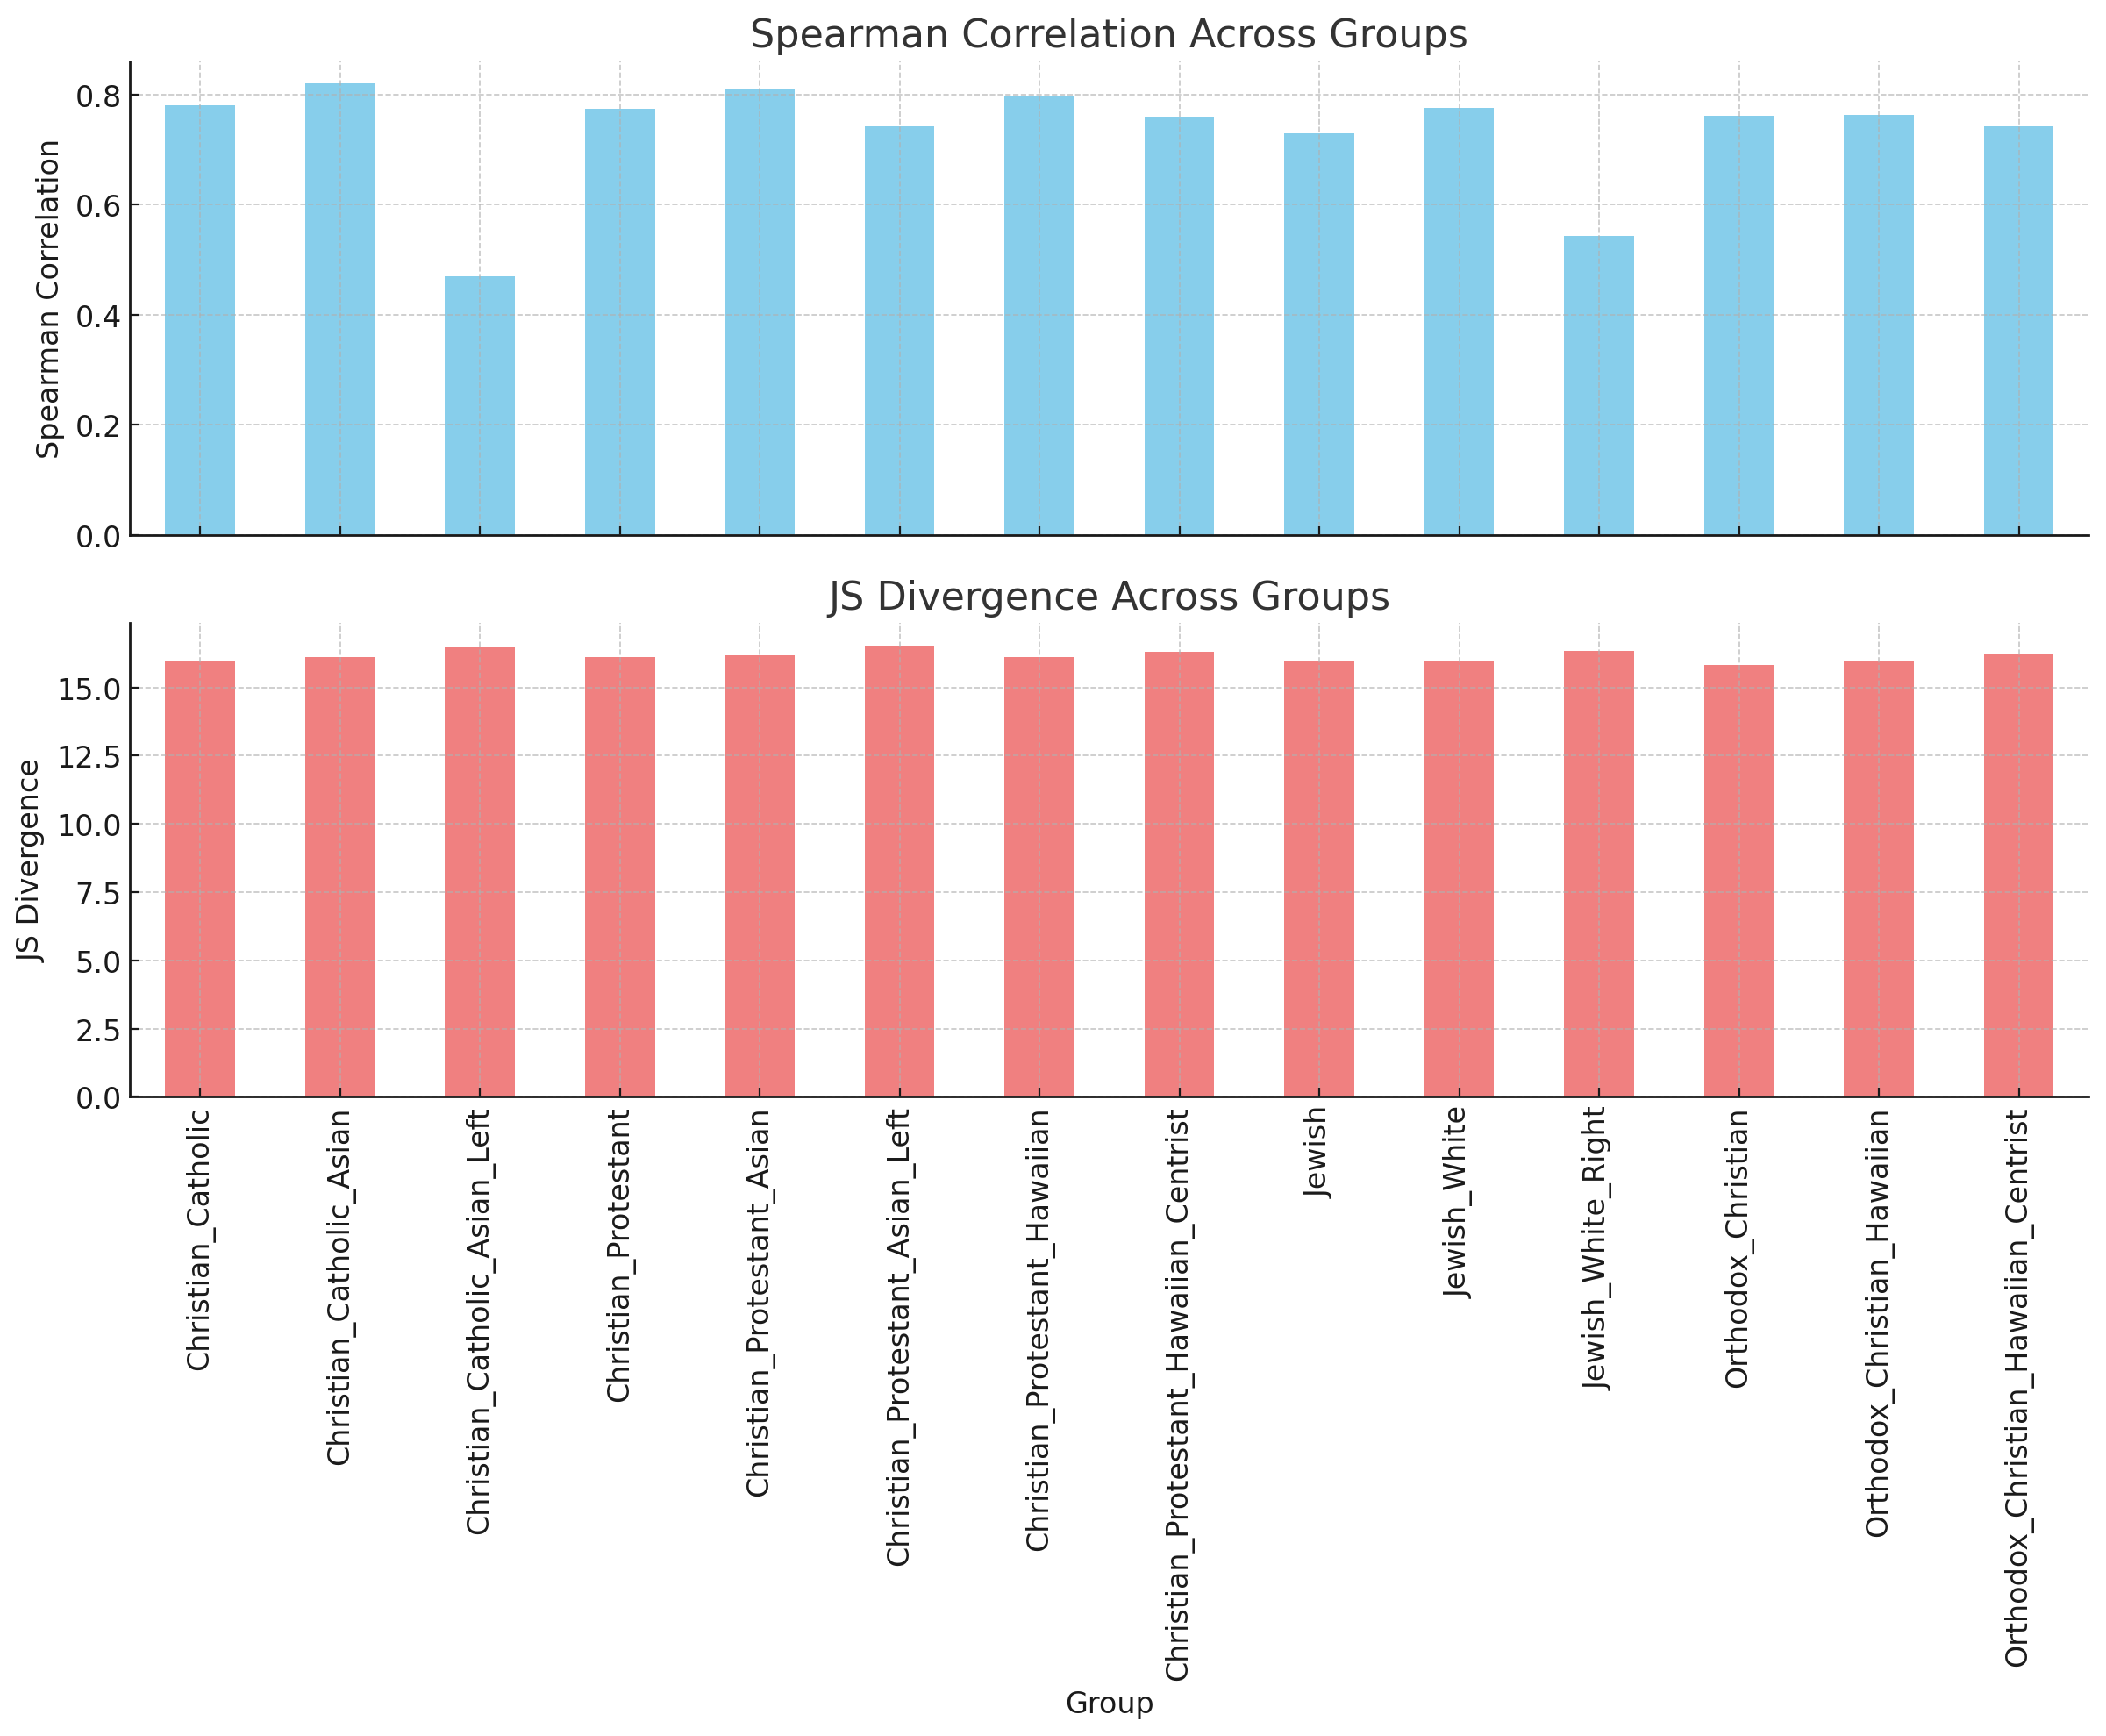 Spearman Correlation Across Groups
Spearman Correlation
0.8
0.6
0.4
0.2
0.0
JS Divergence Across Groups
JS Divergence
15.0
12.5
10.0
7.5
5.0
2.5
0.0
Christian_Catholic
Christian_Catholic_Asian
Christian_Catholic_Asian_Left
Christian_Protestant
Christian_Protestant_Asian
Christian_Protestant_Asian_Left
Christian_Protestant_Hawaiian
Christian_Protestant_Hawaiian_Centrist
Jewish
Jewish_White
Jewish_White_Right
Orthodox_Christian
Orthodox_Christian_Hawaiian
Orthodox_Christian_Hawaiian_Centrist
Group